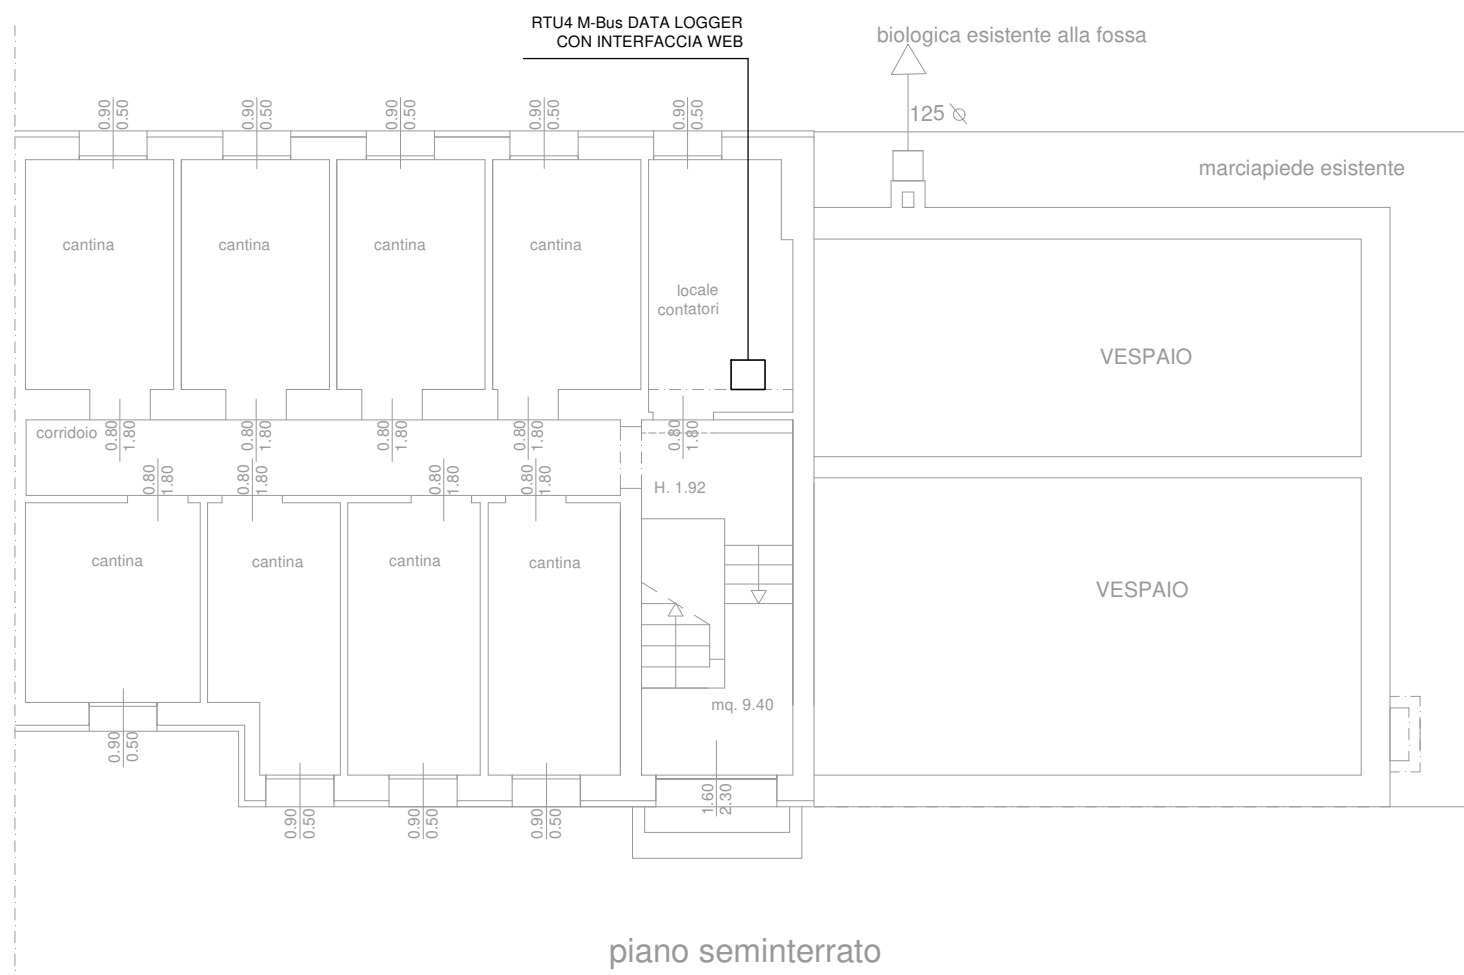 RTU4 M-Bus DATA LOGGER
CON INTERFACCIA WEB
biologica esistente alla fossa
125 ⌀
marciapiede esistente
0.90
0.50
0.90
0.50
0.90
0.50
0.90
0.50
0.90
0.50
cantina
cantina
cantina
cantina
locale
contatori
VESPAIO
corridoio
0.80
1.80
0.80
1.80
0.80
1.80
0.80
1.80
0.80
1.80
0.80
1.80
0.80
1.80
0.80
1.80
0.80
1.80
H. 1.92
cantina
cantina
cantina
cantina
VESPAIO
mq. 9.40
0.90
0.50
0.90
0.50
0.90
0.50
0.90
0.50
1.60
2.30
piano seminterrato